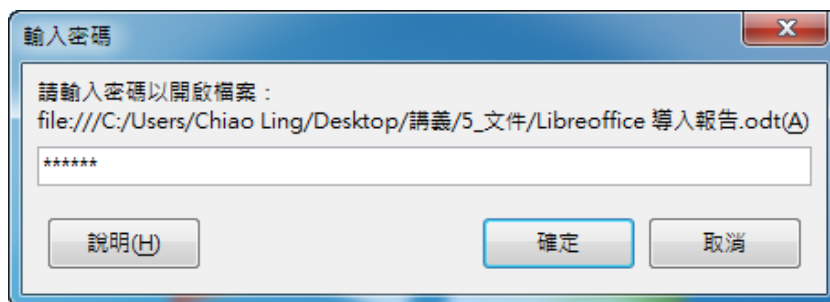 輸入密碼
請輸入密碼以開啟檔案：
file:///C:/Users/Chiao Ling/Desktop/講義/5_文件/Libreoffice 導入報告.odt(A)
******
說明(H) 確定 取消